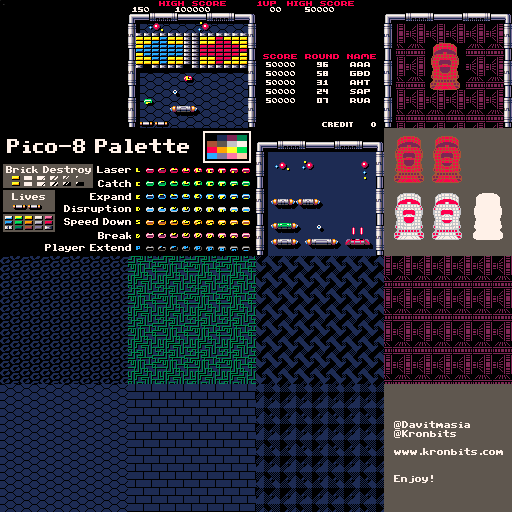 HIGH SCORE
150 100000
1UP HIGH SCORE
00 50000
SCORE ROUND NAME
50000 96 AAA
50000 58 GBD
50000 31 AHT
50000 24 SAP
50000 07 RUA
CREDIT 0
Pico-8 Palette
Brick Destroy
Lives
Laser L
Catch C
Expand E
Disruption D
Speed Down S
Break B
Player Extend P
@Davitmasia
@Kronbits
www.kronbits.com
Enjoy!